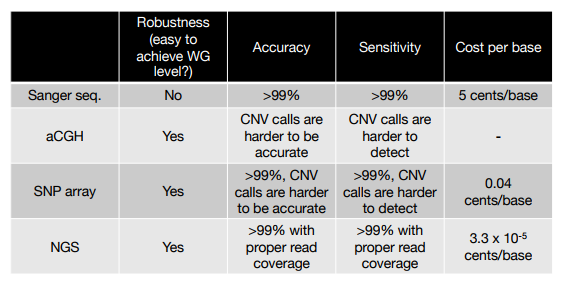 Robustness
(easy to
achieve WG
level?)
Accuracy
Sensitivity
Cost per base
Sanger seq.
No
>99%
>99%
5 cents/base
aCGH
Yes
CNV calls are
harder to be
accurate
CNV calls are
harder to
detect
-
SNP array
Yes
>99%, CNV
calls are harder
to be accurate
>99%, CNV
calls are harder
to detect
0.04
cents/base
NGS
Yes
>99% with
proper read
coverage
>99% with
proper read
coverage
3.3 x 10-5
cents/base